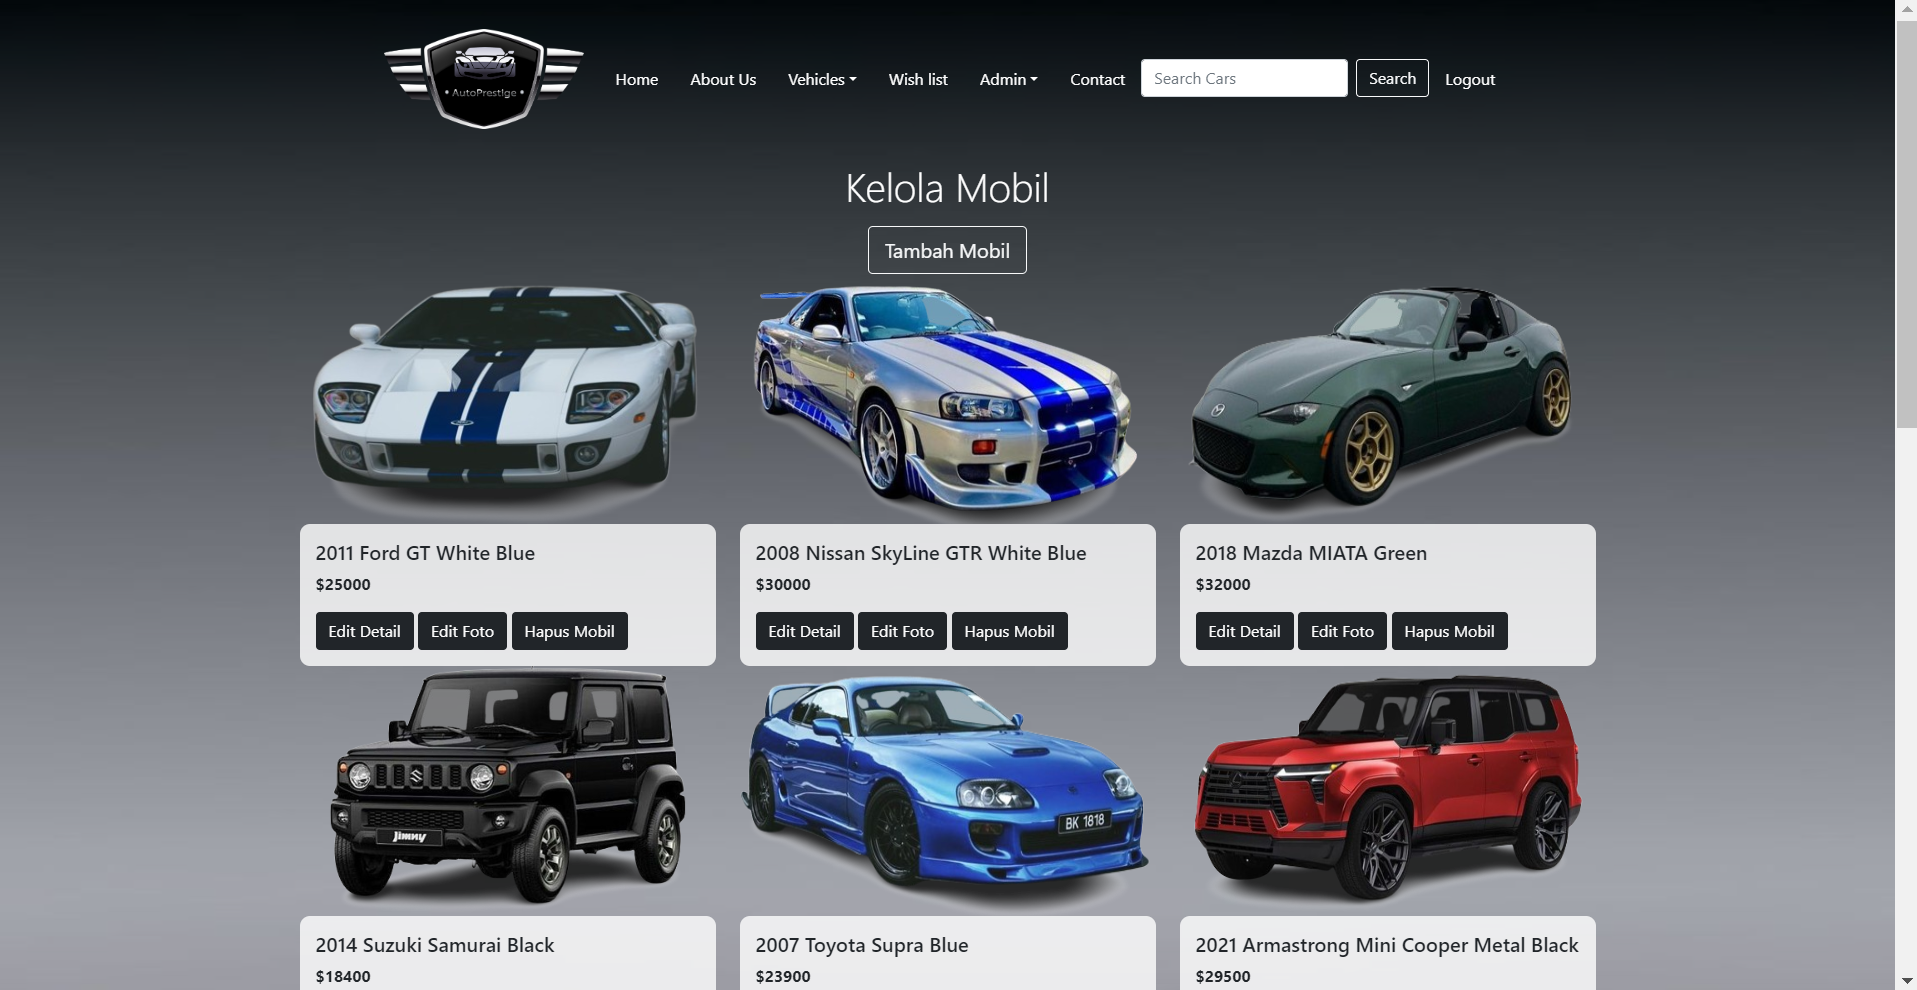 • AutoPrestige •
Home
About Us
Vehicles
Wish list
Admin
Contact
Search Cars
Search
Logout
Kelola Mobil
Tambah Mobil
2011 Ford GT White Blue
$25000
Edit Detail
Edit Foto
Hapus Mobil
2008 Nissan SkyLine GTR White Blue
$30000
Edit Detail
Edit Foto
Hapus Mobil
2018 Mazda MIATA Green
$32000
Edit Detail
Edit Foto
Hapus Mobil
Jimny
2014 Suzuki Samurai Black
$18400
BK 1818
2007 Toyota Supra Blue
$23900
2021 Armastrong Mini Cooper Metal Black
$29500